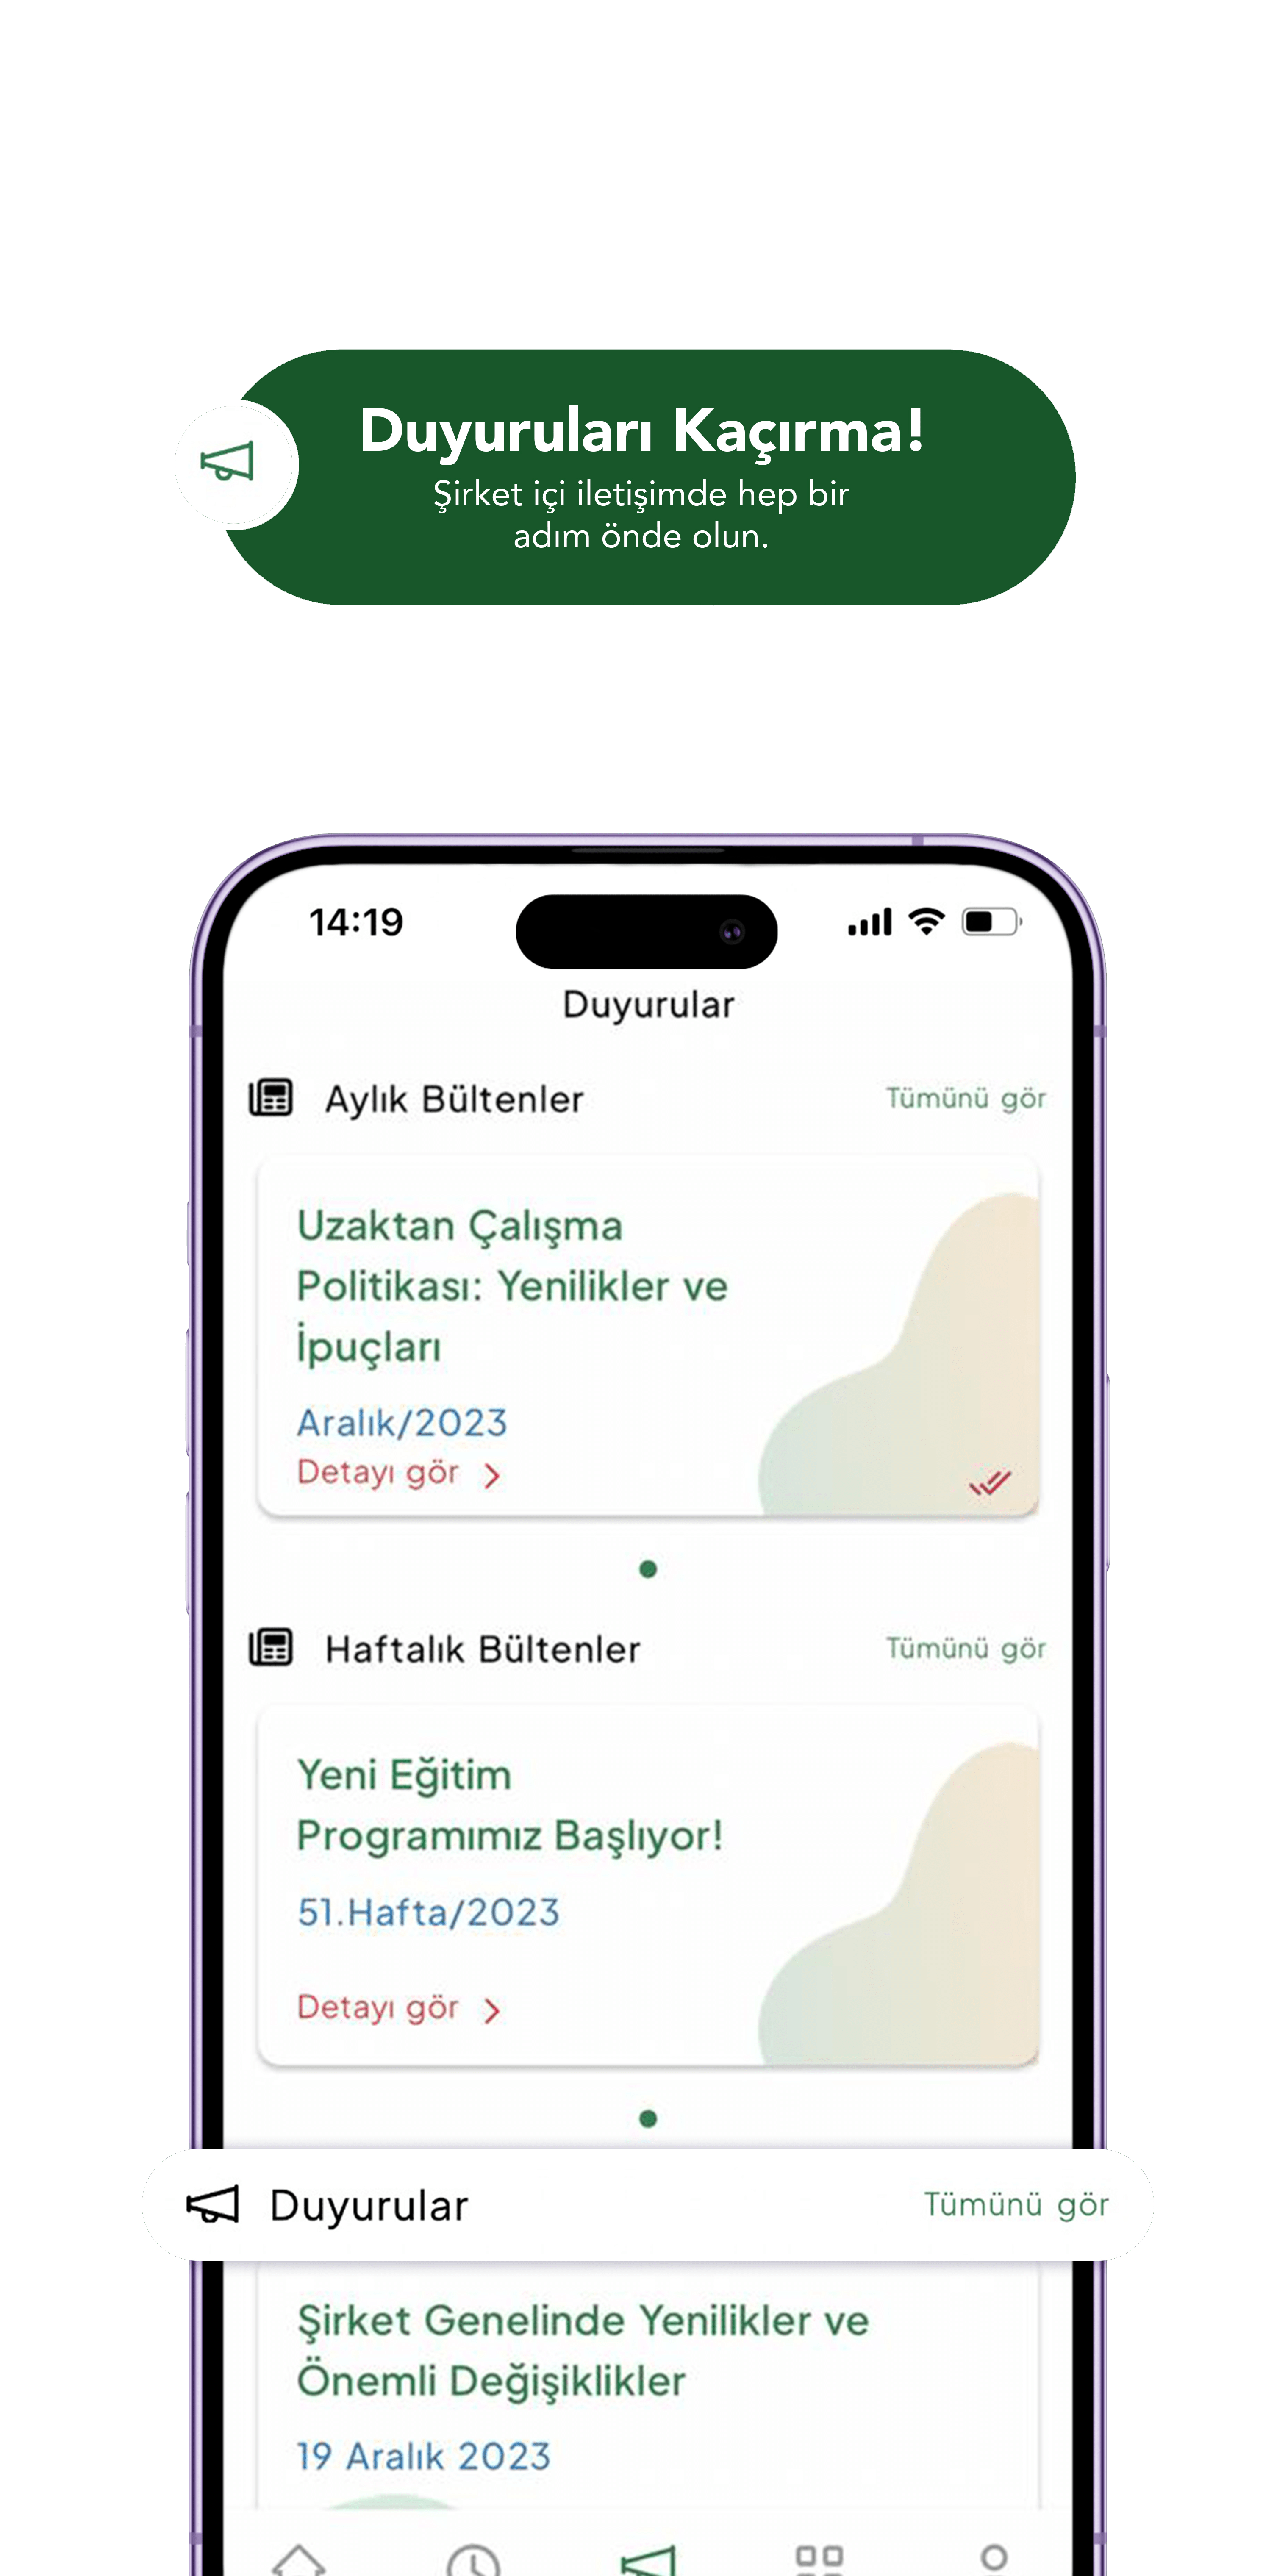 Duyuruları Kaçırma!
Şirket içi iletişimde hep bir
adım önde olun.
14:19
Duyurular
Aylık Bültenler
Tümünü gör
Uzaktan Çalışma
Politikası: Yenilikler ve
İpuçları
Aralık/2023
Detayı gör
Haftalık Bültenler
Tümünü gör
Yeni Eğitim
Programımız Başlıyor!
51.Hafta/2023
Detayı gör
Duyurular
Tümünü gör
Şirket Genelinde Yenilikler ve
Önemli Değişiklikler
19 Aralık 2023